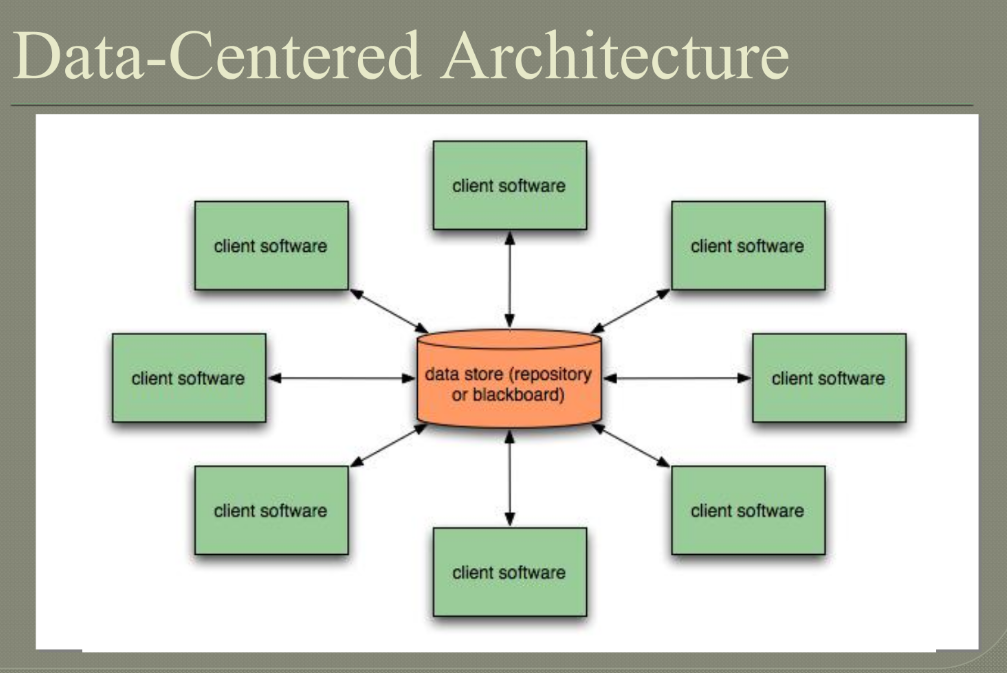 Data-Centered Architecture
client software
client software
client software
client software
data store (repository
or blackboard)
client software
client software
client software
client software